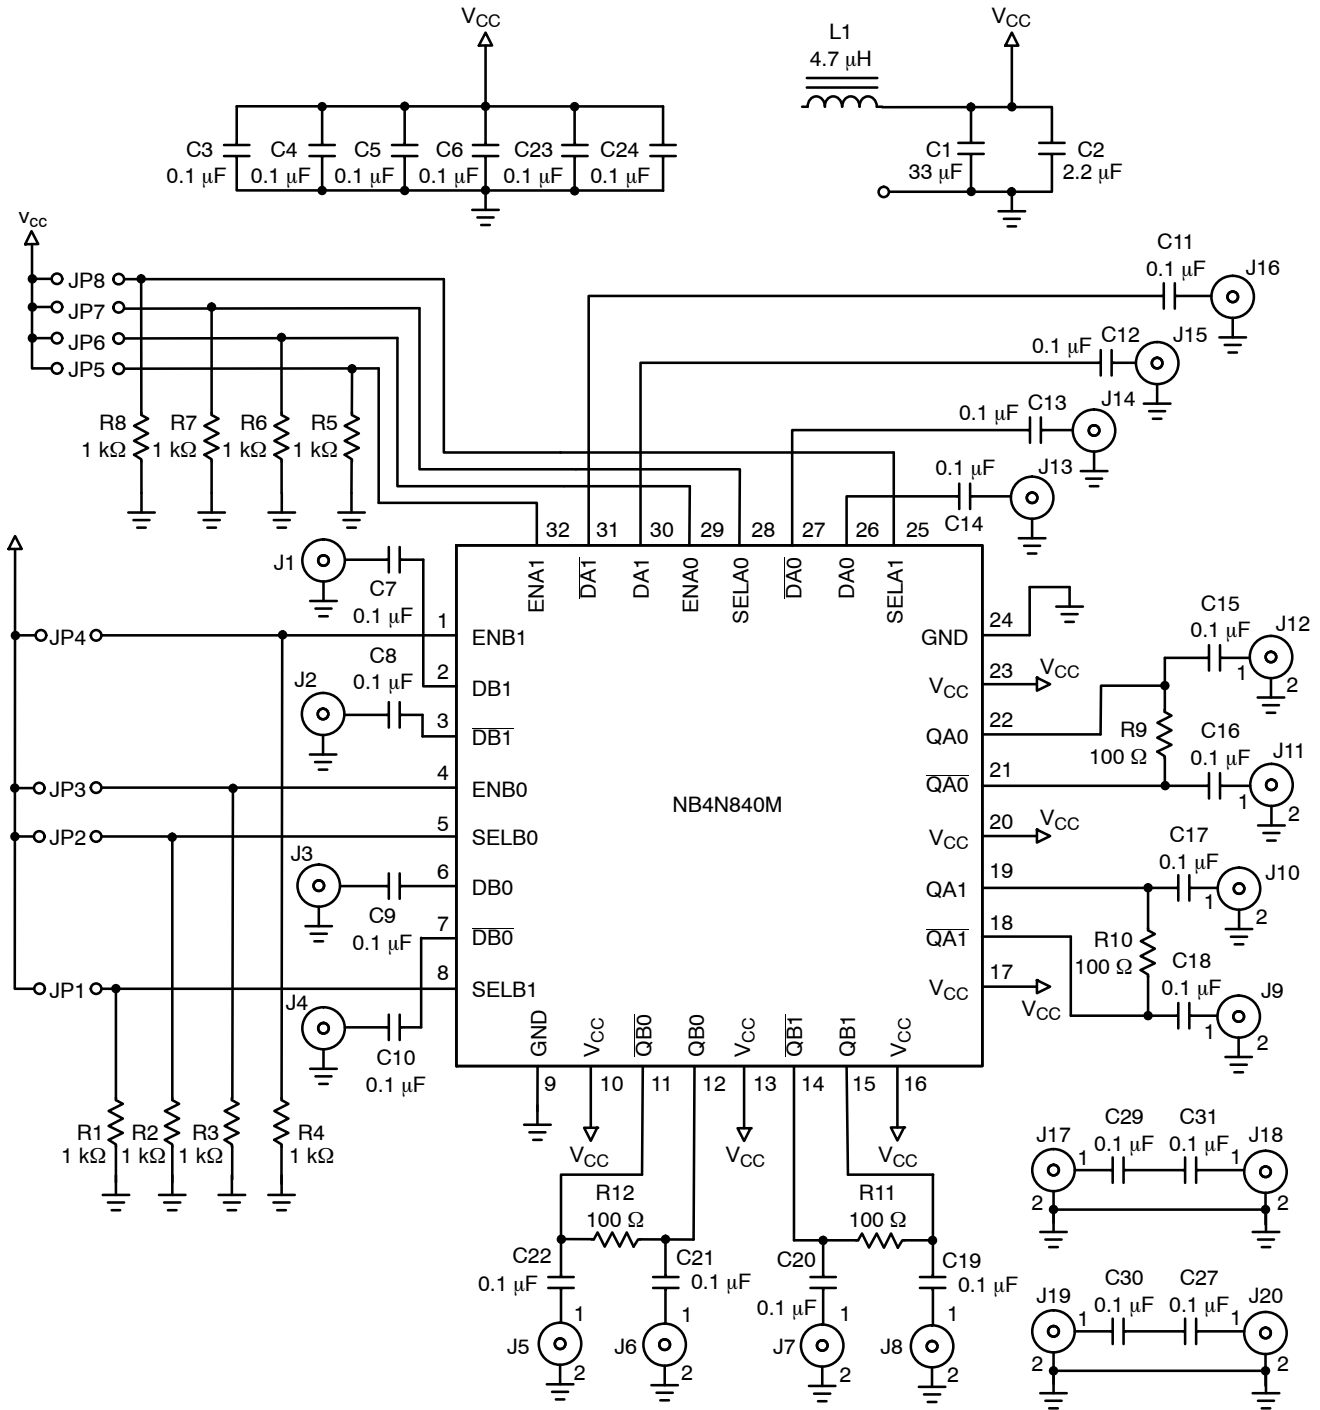 VCC
VCC
L1
4.7 µH
C3
0.1 µF
C4
0.1 µF
C5
0.1 µF
C6
0.1 µF
C23
0.1 µF
C24
0.1 µF
C1
33 µF
C2
2.2 µF
VCC
JP8
JP7
JP6
JP5
R8
1 kΩ
R7
1 kΩ
R6
1 kΩ
R5
1 kΩ
C11
0.1 µF
J16
0.1 µF
C12
J15
0.1 µF
C13
J14
0.1 µF
C14
J13
32
31
30
29
28
27
26
25
ENA1
DA1
DA1
ENA0
SELA0
DA0
DA0
SELA1
J1
C7
0.1 µF
JP4
1
ENB1
C8
0.1 µF
2
DB1
J2
3
DB1
JP3
4
ENB0
JP2
5
SELB0
J3
6
DB0
C9
0.1 µF
7
DB0
JP1
8
SELB1
J4
C10
0.1 µF
NB4N840M
24
GND
23
VCC
VCC
22
QA0
21
QA0
20
VCC
VCC
19
QA1
18
QA1
17
VCC
VCC
C15
0.1 µF
J12
1
2
R9
100 Ω
C16
0.1 µF
J11
1
2
C17
0.1 µF
J10
1
2
R10
100 Ω
C18
0.1 µF
J9
1
2
GND
VCC
QB0
QB0
VCC
QB1
QB1
VCC
9
10
11
12
13
14
15
16
VCC
VCC
VCC
R1
1 kΩ
R2
1 kΩ
R3
1 kΩ
R4
1 kΩ
R12
100 Ω
R11
100 Ω
C22
0.1 µF
C21
0.1 µF
C20
0.1 µF
C19
0.1 µF
J5
1
2
J6
1
2
J7
1
2
J8
1
2
J17
1
2
C29
0.1 µF
C31
0.1 µF
J18
1
2
J19
1
2
C30
0.1 µF
C27
0.1 µF
J20
1
2